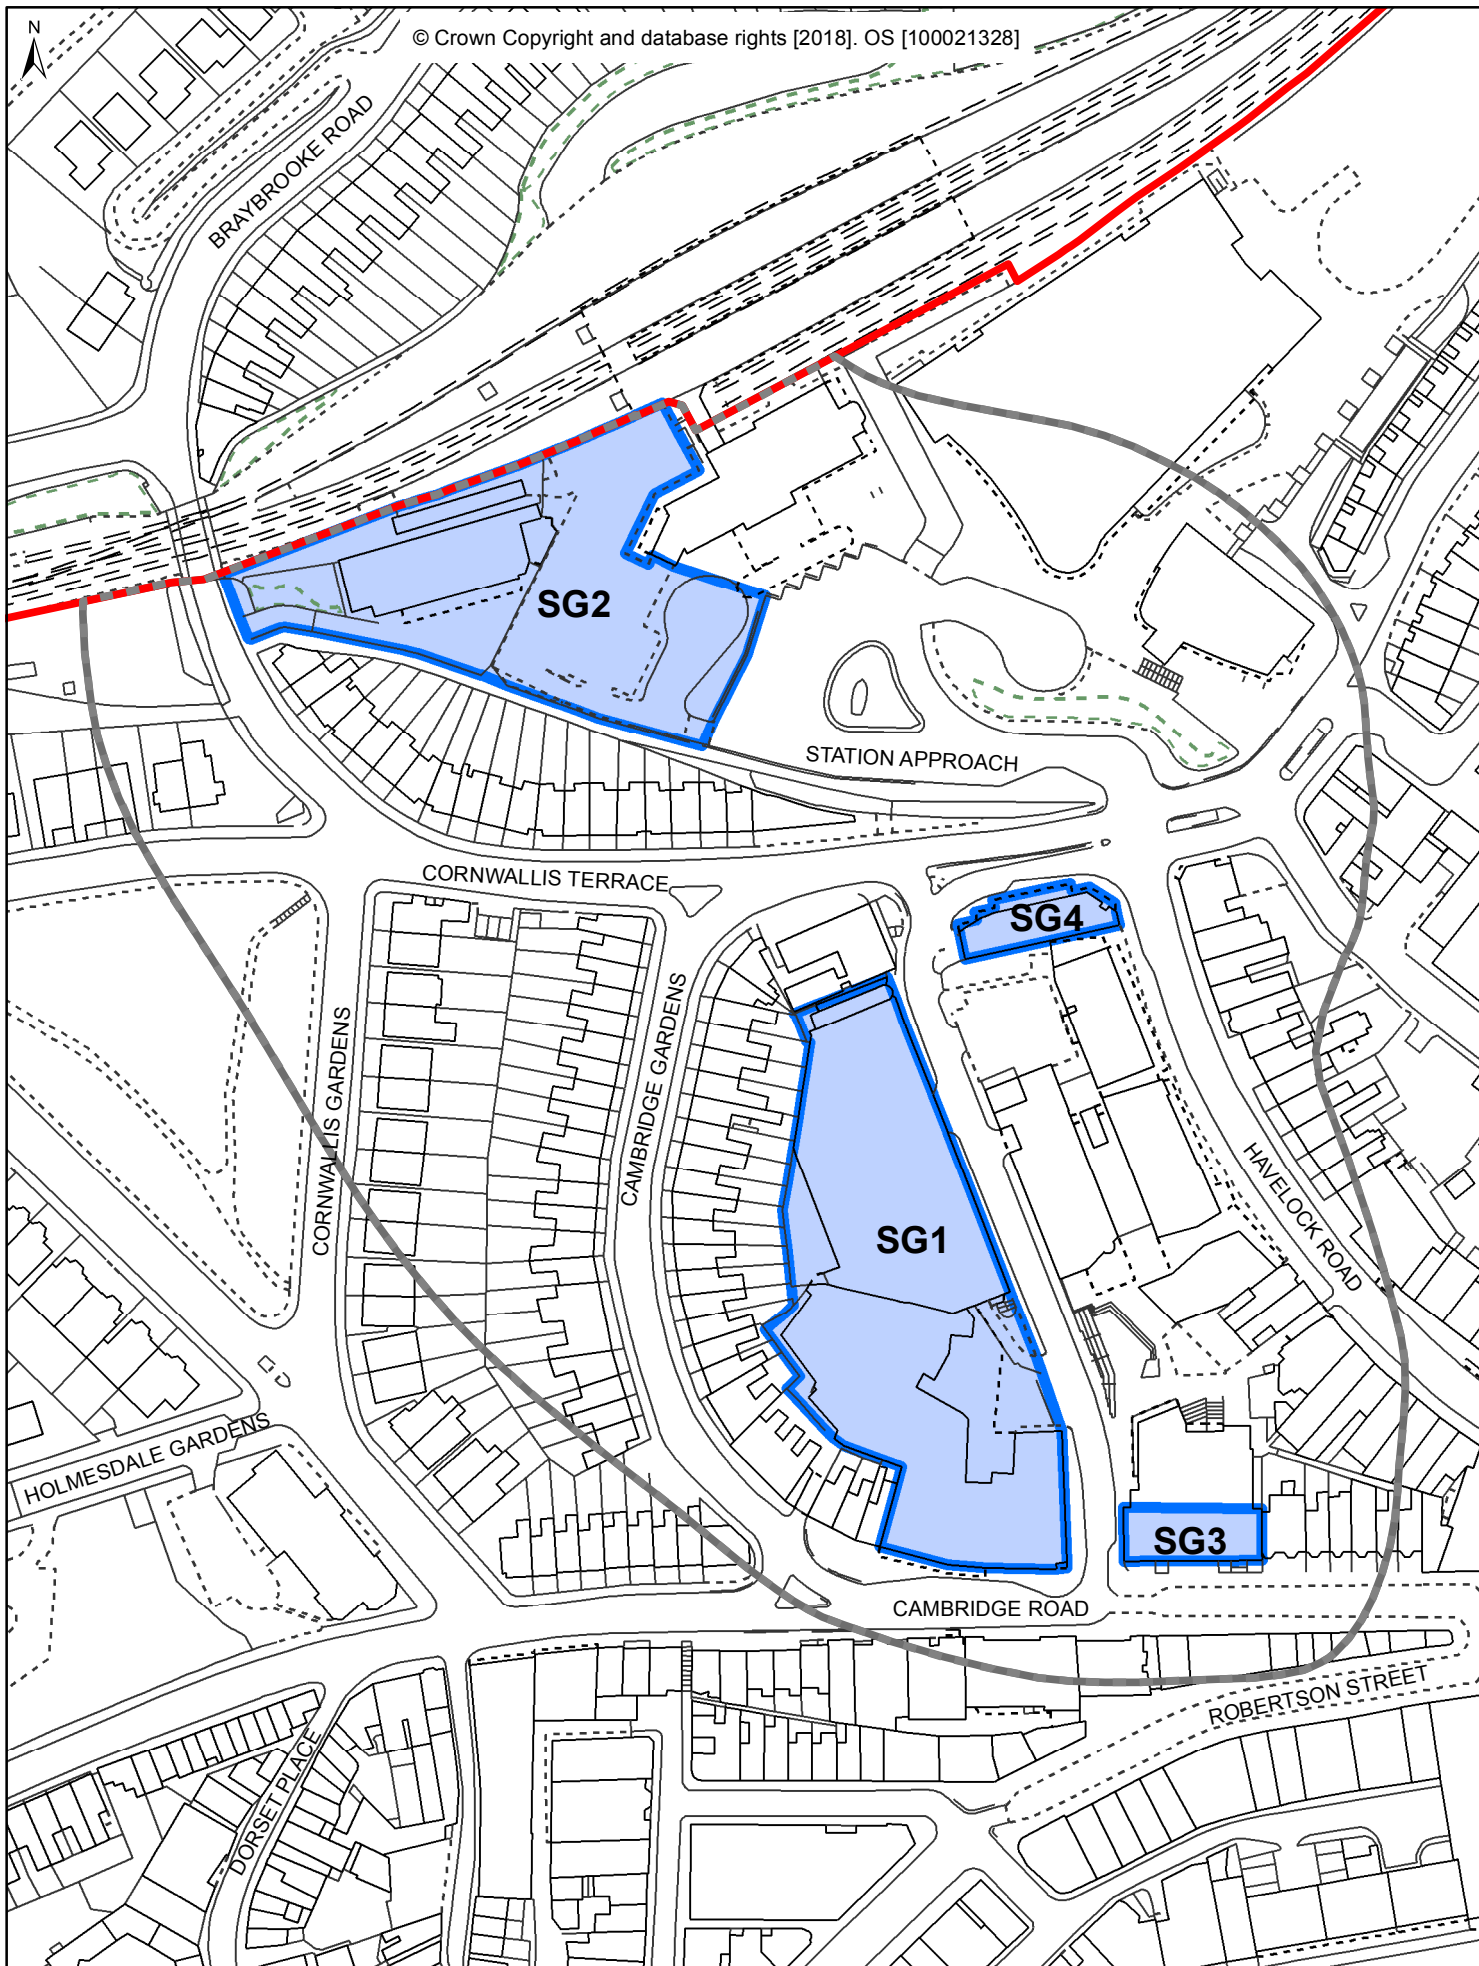 N
© Crown Copyright and database rights [2018]. OS [100021328]
BRAYBROOKE ROAD
SG2
STATION APPROACH
CORNWALLIS TERRACE
SG4
CORNWALLIS GARDENS
CAMBRIDGE GARDENS
SG1
HAVELOCK ROAD
HOLMESDALE GARDENS
SG3
CAMBRIDGE ROAD
ROBERTSON STREET
DORSET PLACE